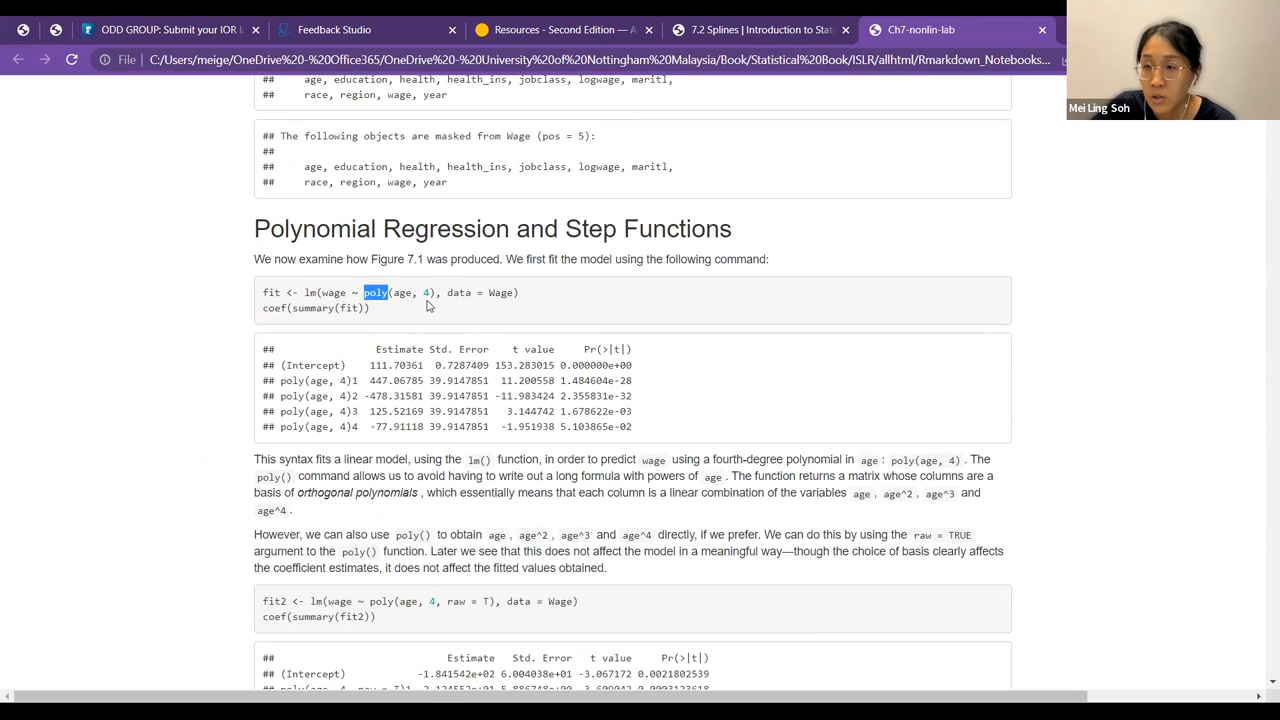 ODD GROUP: Submit your IOR
Feedback Studio
Resources - Second Edition — A
7.2 Splines | Introduction to Stat
Ch7-nonlin-lab
File
C:/Users/meige/OneDrive%20-%20Office365/OneDrive%20-%20University%20of%20Nottingham%20Malaysia/Book/Statistical%20Book/ISLR/allhtml/Rmarkdown_Notebooks...
Mei Ling Soh
## age, education, health, health_ins, jobclass, logwage, maritl,
## race, region, wage, year
## The following objects are masked from Wage (pos = 5):
##
## age, education, health, health_ins, jobclass, logwage, maritl,
## race, region, wage, year
Polynomial Regression and Step Functions
We now examine how Figure 7.1 was produced. We first fit the model using the following command:
fit <- lm(wage ~ poly(age, 4), data = Wage)
coef(summary(fit))
## Estimate Std. Error t value Pr(>|t|)
## (Intercept) 111.70361 0.7287409 153.283015 0.000000e+00
## poly(age, 4)1 447.06785 39.9147851 11.200558 1.484604e-28
## poly(age, 4)2 -478.31581 39.9147851 -11.983424 2.355831e-32
## poly(age, 4)3 125.52169 39.9147851 3.144742 1.678622e-03
## poly(age, 4)4 -77.91118 39.9147851 -1.951938 5.103865e-02
This syntax fits a linear model, using the lm() function, in order to predict wage using a fourth-degree polynomial in age : poly(age, 4) . The
poly() command allows us to avoid having to write out a long formula with powers of age . The function returns a matrix whose columns are a
basis of orthogonal polynomials , which essentially means that each column is a linear combination of the variables age , age^2 , age^3 and
age^4 .
However, we can also use poly() to obtain age , age^2 , age^3 and age^4 directly, if we prefer. We can do this by using the raw = TRUE
argument to the poly() function. Later we see that this does not affect the model in a meaningful way—though the choice of basis clearly affects
the coefficient estimates, it does not affect the fitted values obtained.
fit2 <- lm(wage ~ poly(age, 4, raw = T), data = Wage)
coef(summary(fit2))
## Estimate Std. Error t value Pr(>|t|)
## (Intercept) -1.841542e+02 6.004038e+01 -3.067172 0.0021802539